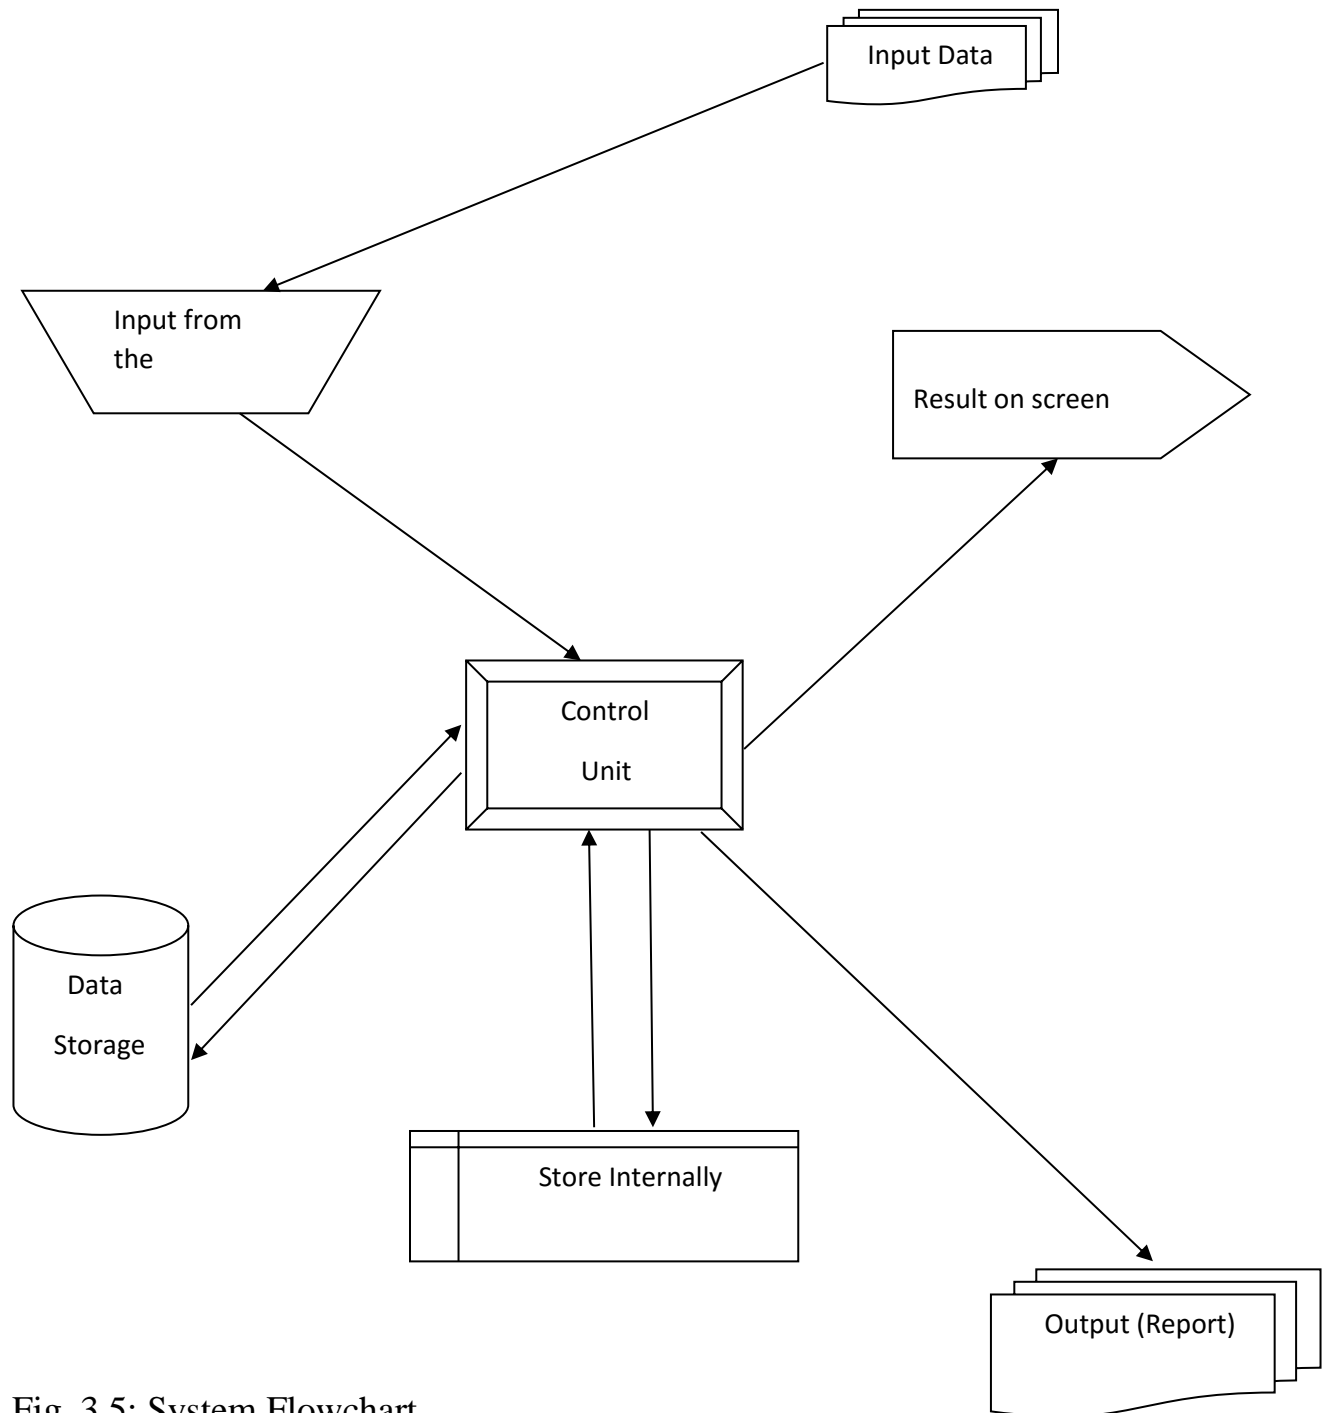 Input Data
Input from
the
Result on screen
Control
Unit
Data
Storage
Store Internally
Output (Report)
Fig. 3.5: System Flowchart